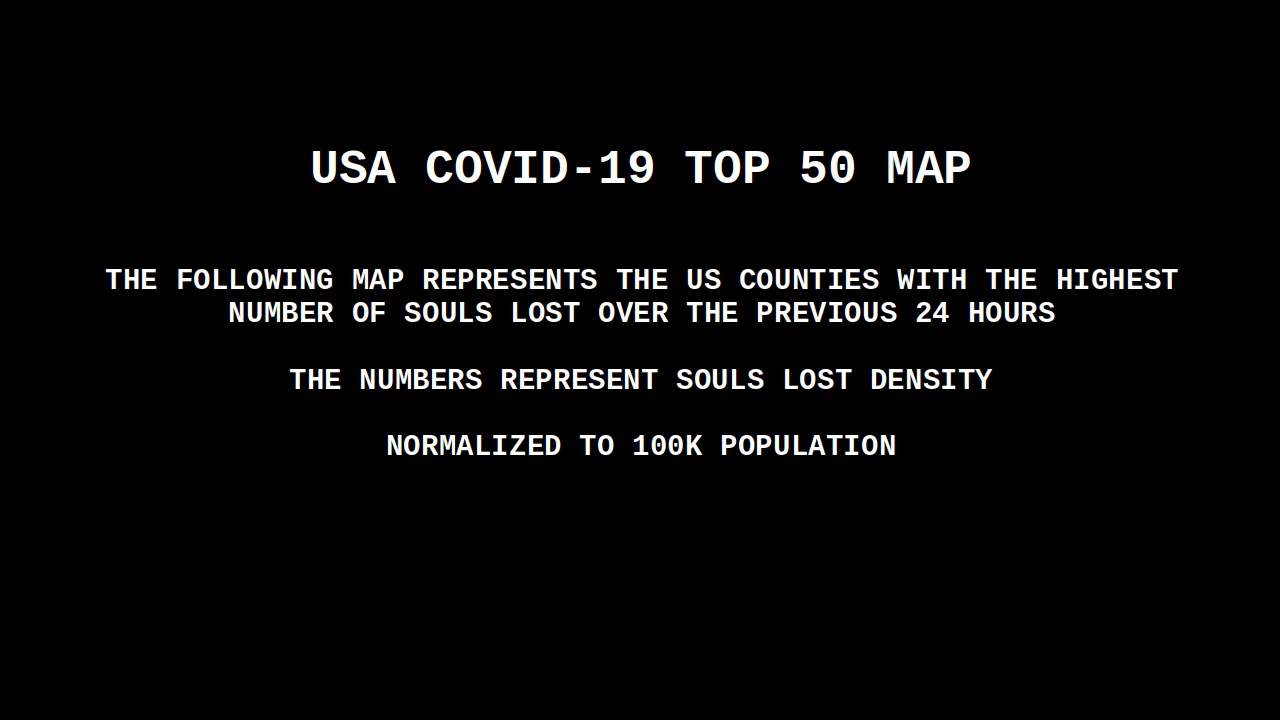 USA COVID-19 TOP 50 MAP
THE FOLLOWING MAP REPRESENTS THE US COUNTIES WITH THE HIGHEST
NUMBER OF SOULS LOST OVER THE PREVIOUS 24 HOURS
THE NUMBERS REPRESENT SOULS LOST DENSITY
NORMALIZED TO 100K POPULATION